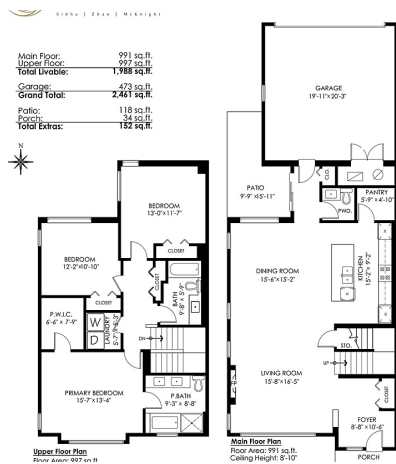 Sidhu | Zhao | McKnight
Main Floor: 991 sq.ft.
Upper Floor: 997 sq.ft.
Total Livable: 1,988 sq.ft.
Garage: 473 sq.ft.
Grand Total: 2,461 sq.ft.
Patio: 118 sq.ft.
Porch: 34 sq.ft.
Total Extras: 152 sq.ft.
N
BEDROOM
13'-0"x11'-7"
CLOSET
BEDROOM
12'-2"x10'-10"
CLOSET
CLOSET
BATH
9'-8" x 5'-9"
P.W.I.C.
6'-6" x 7'-9"
W
D
LAUNDRY
DN
PRIMARY BEDROOM
15'-7"x13'-4"
P.BATH
9'-3" x 8'-8"
Upper Floor Plan
Floor Area: 997 sq.ft.
GARAGE
19'-11"x20'-3"
PATIO
9'-9" x15'-11"
CLO.
PWD.
PANTRY
5'-9" x 4'-10"
DINING ROOM
15'-6"x15'-2"
KITCHEN
15'-2"x 9'-2"
STO.
UP
LIVING ROOM
15'-8"x16'-5"
FP
CLOSET
FOYER
8'-8"x10'-6"
PORCH
Main Floor Plan
Floor Area: 991 sq.ft.
Ceiling Height: 8'-10"